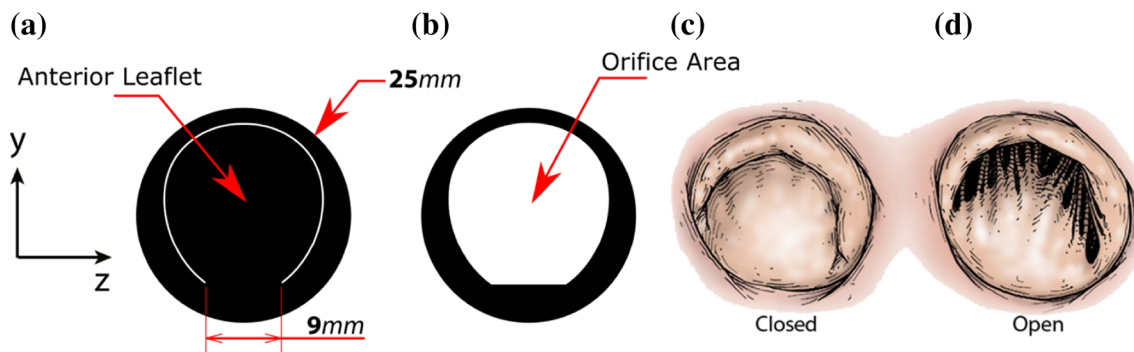 (a)
(b)
(c)
(d)
Anterior Leaflet
25mm
Orifice Area
y
z
9mm
Closed
Open